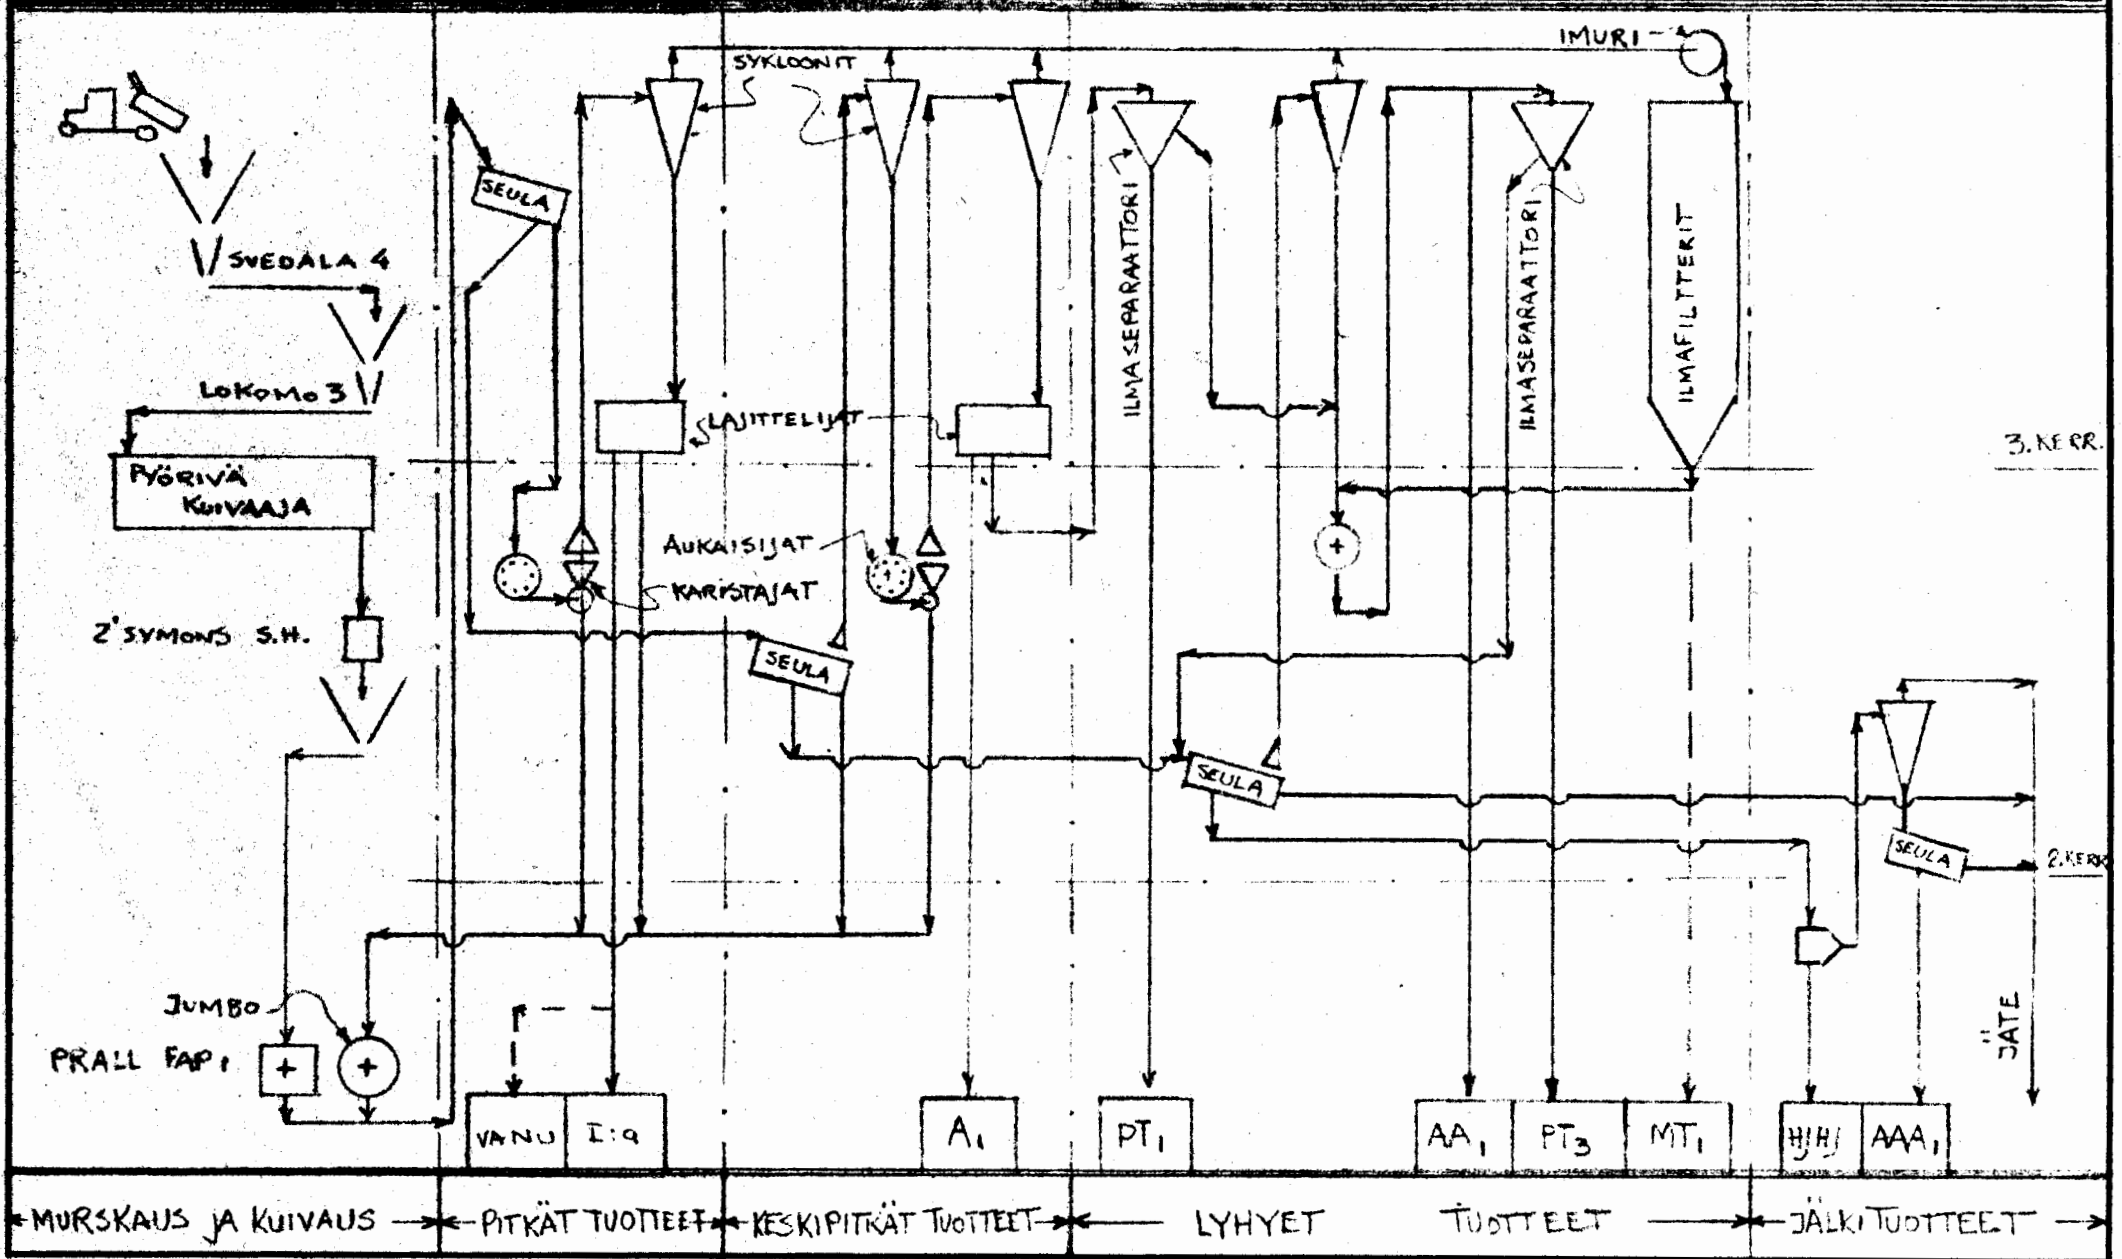 IMURI
SYKLOONIT
SEULA
SVEDALA 4
ILMASEPARAATTORI
ILMASEPARAATTORI
ILMAFILTTERIT
LOKOMO 3
LAJITTELIJAT
3. KERR.
PYÖRIVÄ
KUIVAAJA
AUKAISIJAT
KARISTAJAT
2' SYMONS S.H.
SEULA
SEULA
SEULA
2. KERR
JUMBO
PRALL FAP 1
JÄTE
VANU
I:a
A1
PT1
AA1
PT3
MT1
HJHJ
AAA1
MURSKAUS JA KUIVAUS
PITKÄT TUOTTEET
KESKIPITKÄT TUOTTEET
LYHYET TUOTTEET
JÄLKITUOTTEET